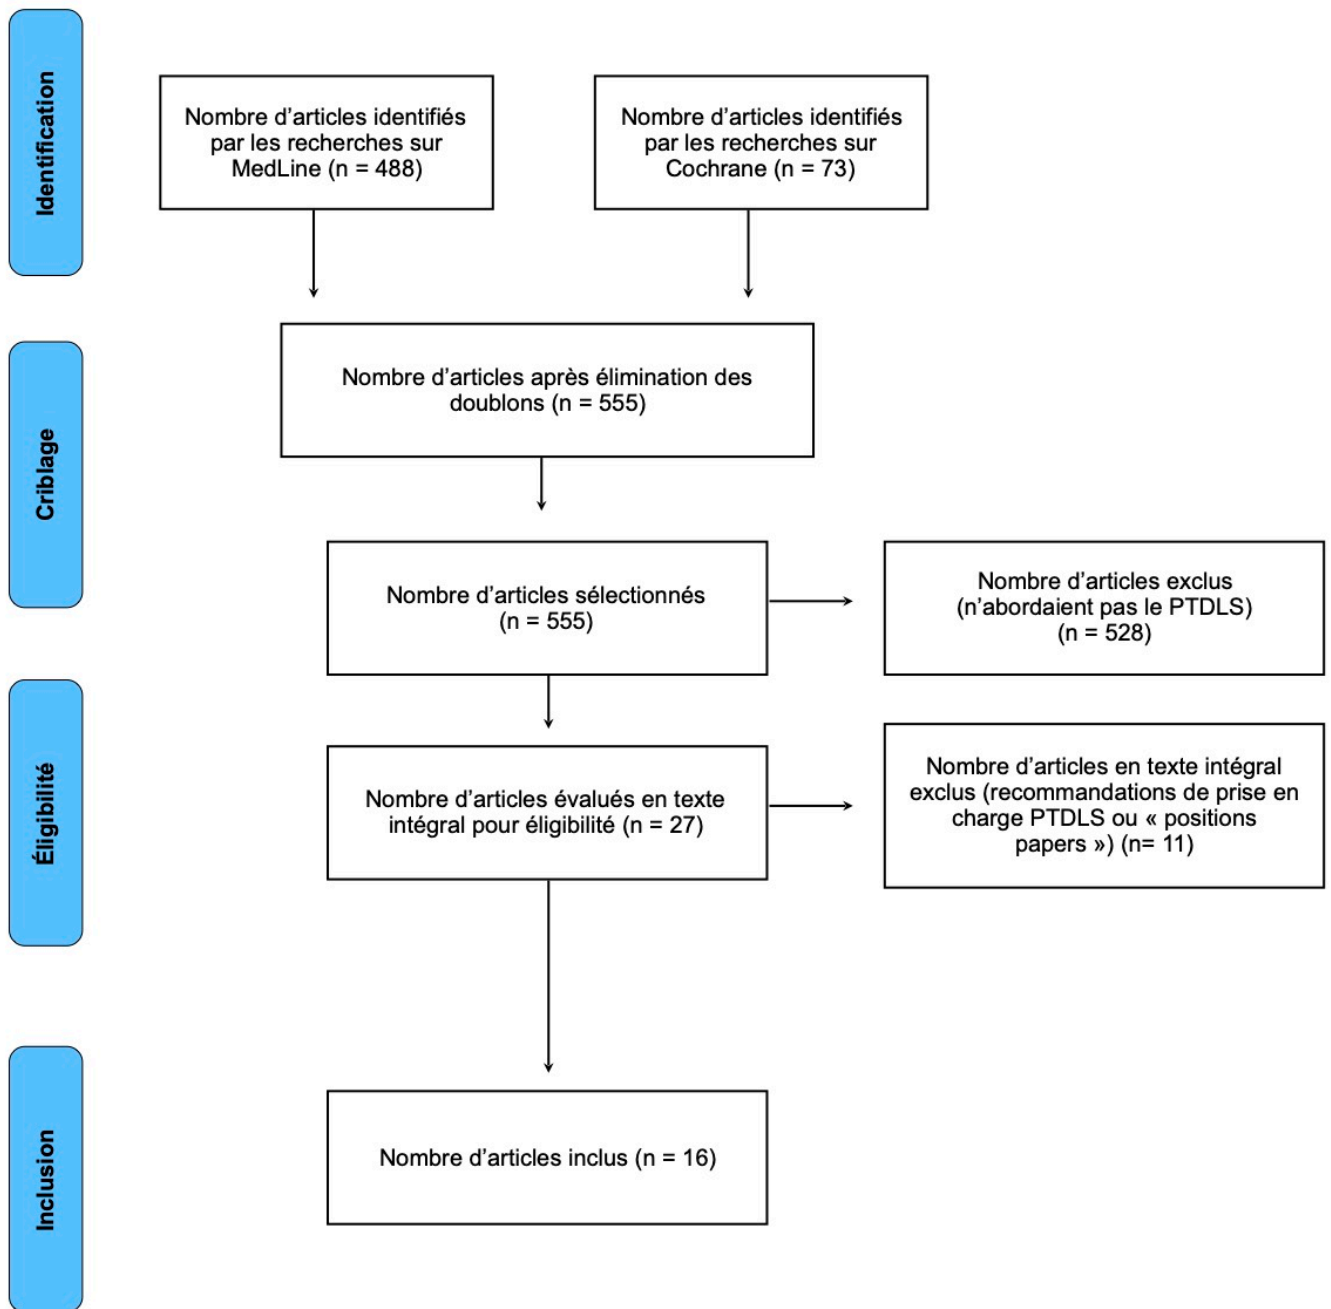 Identification
Nombre d’articles identifiés
par les recherches sur
MedLine (n = 488)
Nombre d’articles identifiés
par les recherches sur
Cochrane (n = 73)
Criblage
Nombre d’articles après élimination des
doublons (n = 555)
Nombre d’articles sélectionnés
(n = 555)
Nombre d’articles exclus
(n’abordaient pas le PTDLS)
(n = 528)
Éligibilité
Nombre d’articles évalués en texte
intégral pour éligibilité (n = 27)
Nombre d’articles en texte intégral
exclus (recommandations de prise en
charge PTDLS ou « positions
papers ») (n= 11)
Inclusion
Nombre d’articles inclus (n = 16)